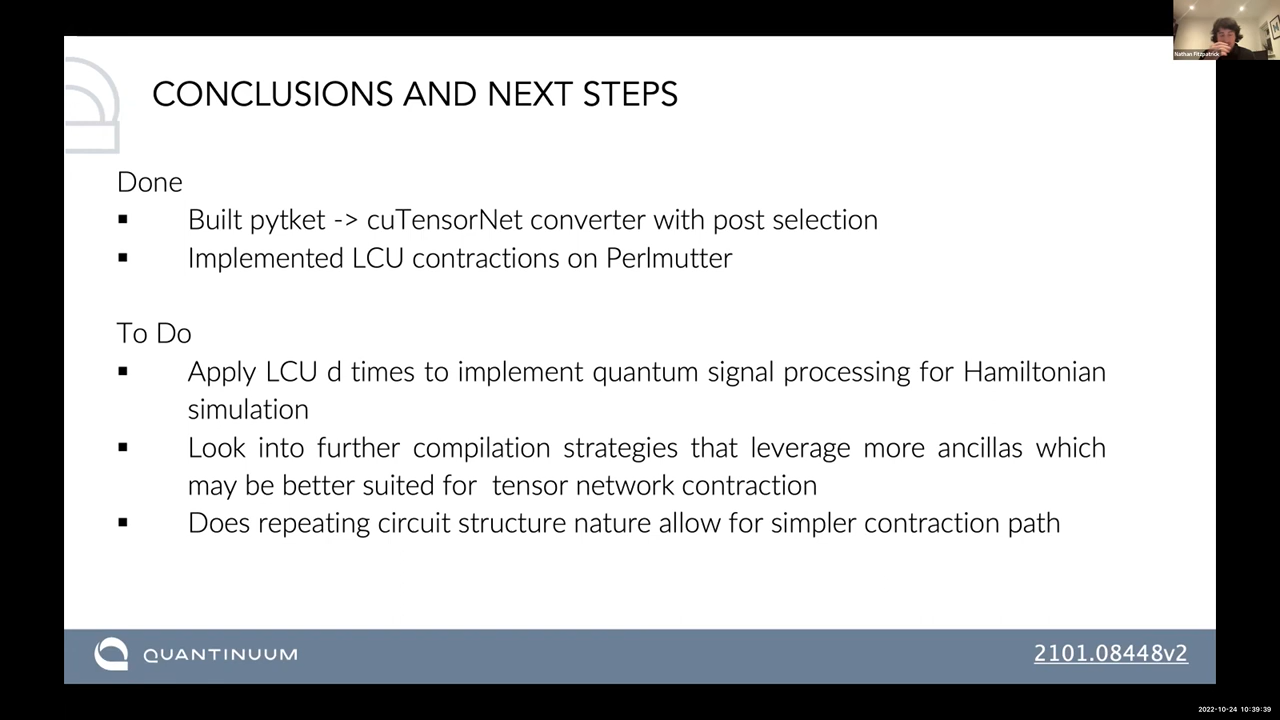 Nathan Fitzpatrick
CONCLUSIONS AND NEXT STEPS
Done
▪ Built pytket -> cuTensorNet converter with post selection
▪ Implemented LCU contractions on Perlmutter
To Do
▪ Apply LCU d times to implement quantum signal processing for Hamiltonian
simulation
▪ Look into further compilation strategies that leverage more ancillas which
may be better suited for tensor network contraction
▪ Does repeating circuit structure nature allow for simpler contraction path
QUANTINUUM
2101.08448v2
2022-10-24 10:39:39